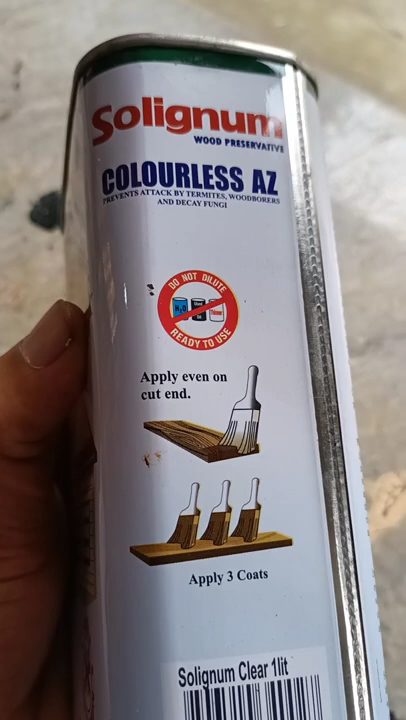 Solignum
WOOD PRESERVATIVE
COLOURLESS AZ
PREVENTS ATTACK BY TERMITES, WOODBORERS
AND DECAY FUNGI
DO NOT DILUTE
H₂O
READY TO USE
Apply even on
cut end.
Apply 3 Coats
Solignum Clear 1lit